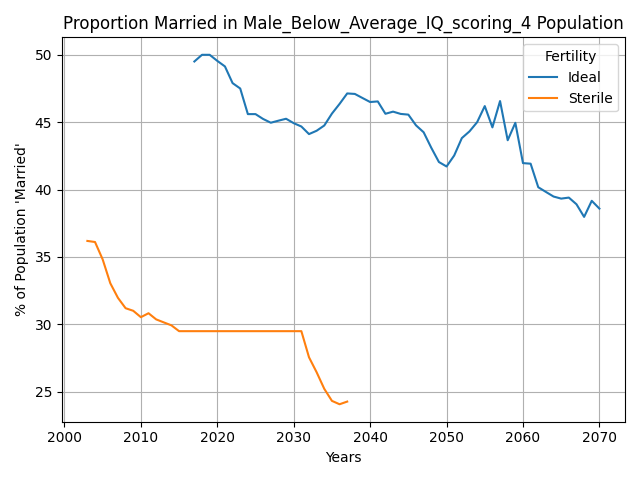 Proportion Married in Male_Below_Average_IQ_scoring_4 Population
% of Population 'Married'
50
45
40
35
30
25
Fertility
Ideal
Sterile
2000 2010 2020 2030 2040 2050 2060 2070
Years